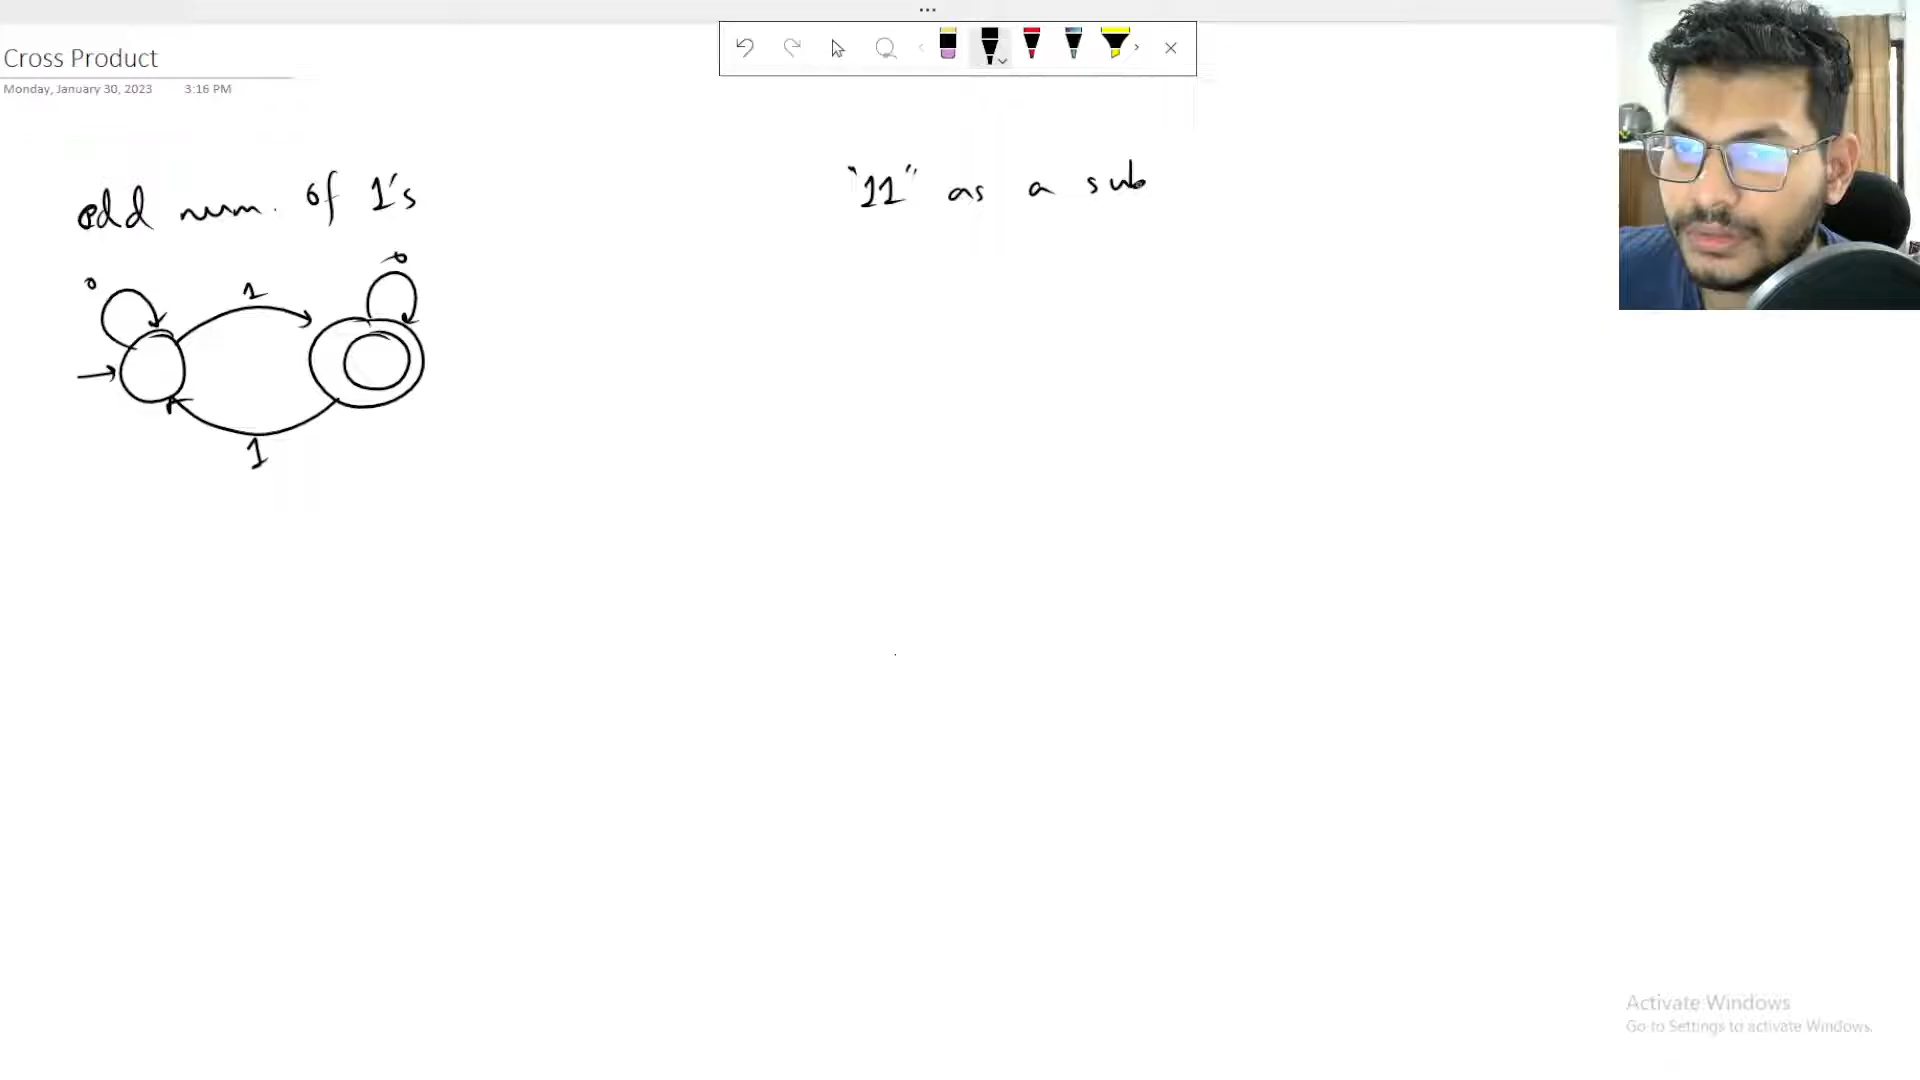 Cross Product
Monday, January 30, 2023 3:16 PM
odd num. of 1's
"11" as a sub
0
1
0
1
Activate Windows
Go to Settings to activate Windows.